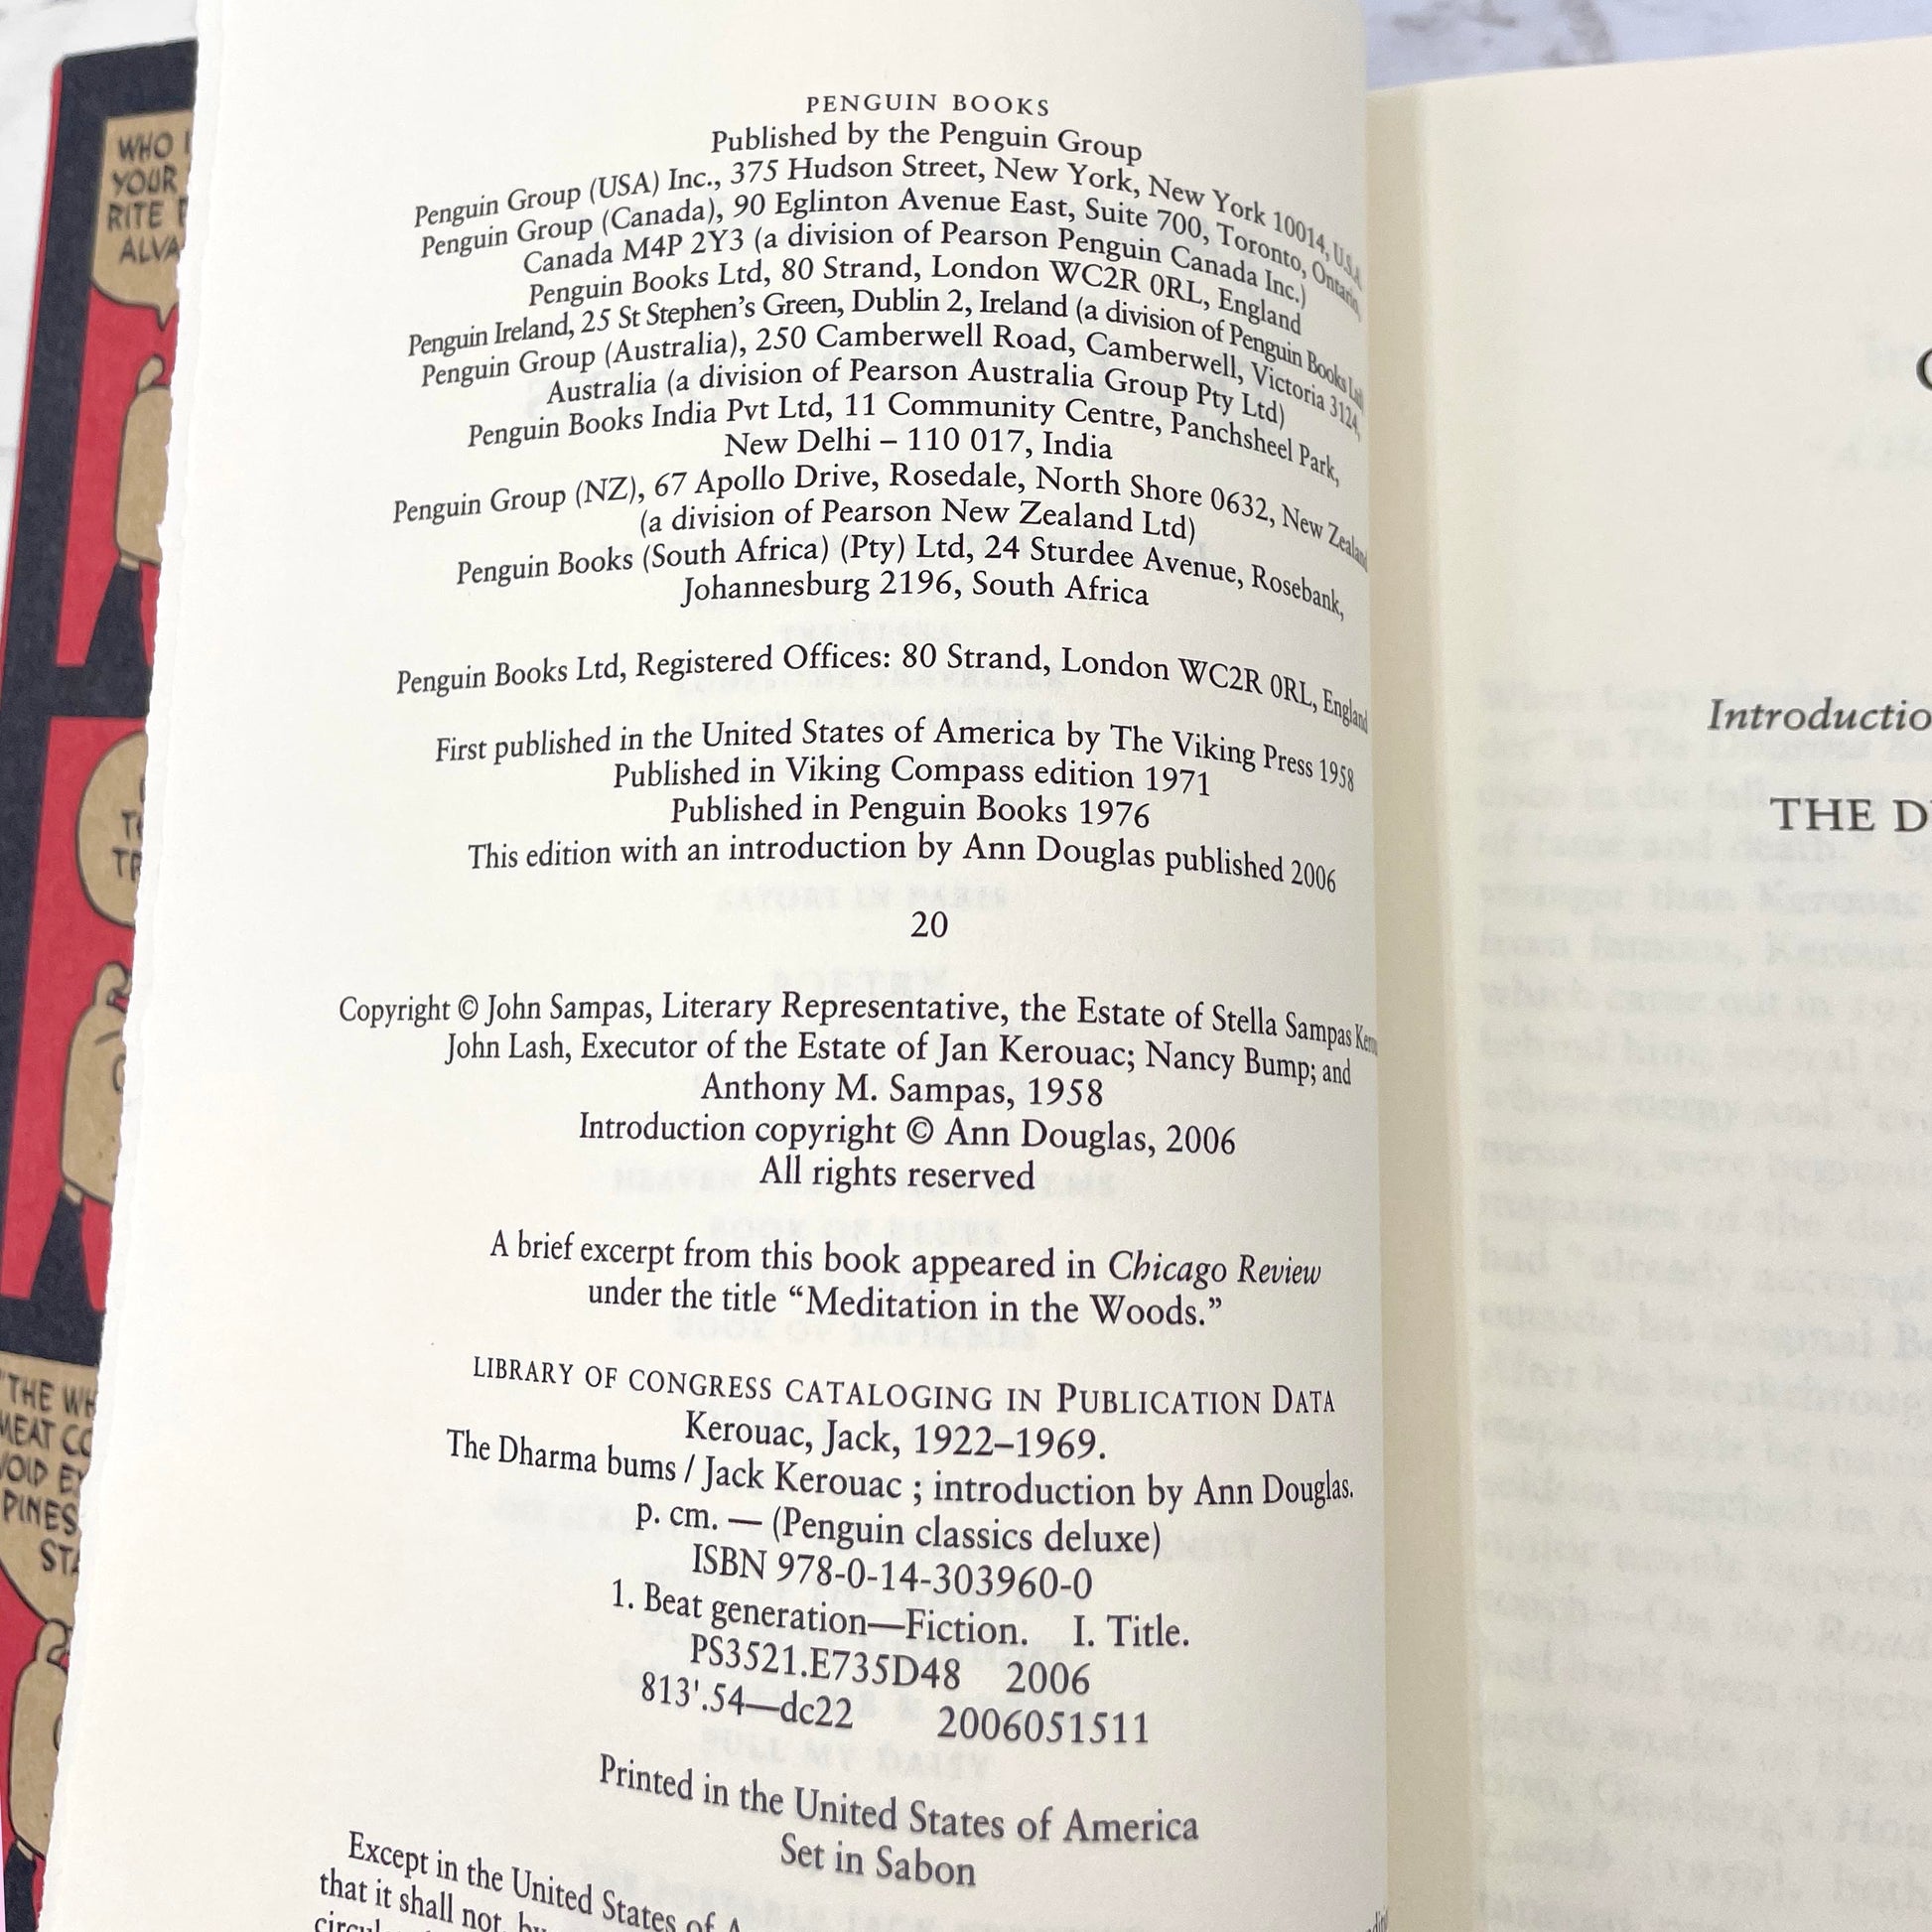 PENGUIN BOOKS
Published by the Penguin Group
Penguin Group (USA) Inc., 375 Hudson Street, New York, New York 10014, U.S.A.
Penguin Group (Canada), 90 Eglinton Avenue East, Suite 700, Toronto, Ontario,
Canada M4P 2Y3 (a division of Pearson Penguin Canada Inc.)
Penguin Books Ltd, 80 Strand, London WC2R 0RL, England
Penguin Ireland, 25 St Stephen's Green, Dublin 2, Ireland (a division of Penguin Books Ltd)
Penguin Group (Australia), 250 Camberwell Road, Camberwell, Victoria 3124,
Australia (a division of Pearson Australia Group Pty Ltd)
Penguin Books India Pvt Ltd, 11 Community Centre, Panchsheel Park,
New Delhi – 110 017, India
Penguin Group (NZ), 67 Apollo Drive, Rosedale, North Shore 0632, New Zealand
(a division of Pearson New Zealand Ltd)
Penguin Books (South Africa) (Pty) Ltd, 24 Sturdee Avenue, Rosebank,
Johannesburg 2196, South Africa
Penguin Books Ltd, Registered Offices: 80 Strand, London WC2R 0RL, England
First published in the United States of America by The Viking Press 1958
Published in Viking Compass edition 1971
Published in Penguin Books 1976
This edition with an introduction by Ann Douglas published 2006
20
Copyright © John Sampas, Literary Representative, the Estate of Stella Sampas
John Lash, Executor of the Estate of Jan Kerouac; Nancy Bump; and
Anthony M. Sampas, 1958
Introduction copyright © Ann Douglas, 2006
All rights reserved
A brief excerpt from this book appeared in Chicago Review
under the title “Meditation in the Woods.”
LIBRARY OF CONGRESS CATALOGING IN PUBLICATION DATA
Kerouac, Jack, 1922–1969.
The Dharma bums / Jack Kerouac ; introduction by Ann Douglas.
p. cm. — (Penguin classics deluxe)
ISBN 978-0-14-303960-0
1. Beat generation—Fiction. I. Title.
PS3521.E735D48 2006
813'.54—dc22 2006051511
Printed in the United States of America
Set in Sabon
Except in the United States of
that it shall not, by
WHO
YOUR
RITE
ALVA
"THE WH
MEAT CO
VOID E
PINES
STA
Introductio
THE D